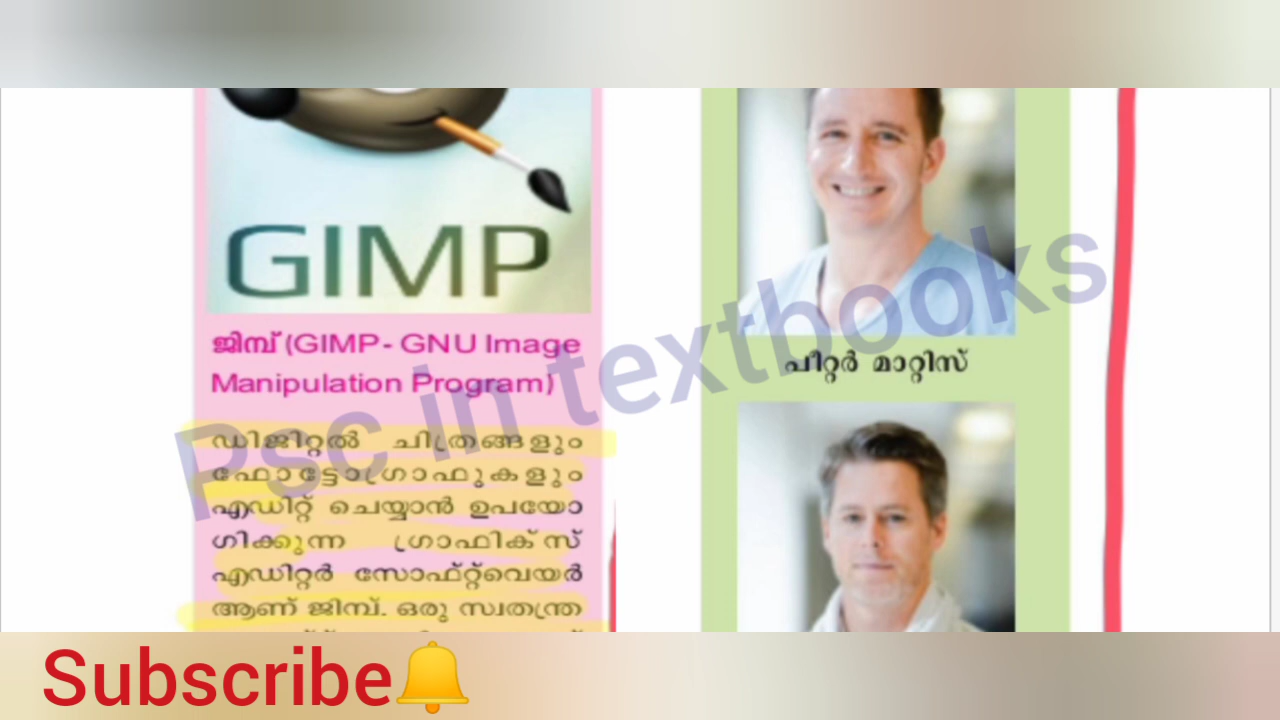 GIMP
ജിമ്പ് (GIMP - GNU Image
Manipulation Program)
ഡിജിറ്റൽ ചിത്രങ്ങളും
ഫോട്ടോഗ്രാഫുകളും
എഡിറ്റ് ചെയ്യാൻ ഉപയോ
ഗിക്കുന്ന ഗ്രാഫിക്സ്
എഡിറ്റർ സോഫ്റ്റ്‌വെയർ
ആണ് ജിമ്പ്. ഒരു സ്വതന്ത്ര
പീറ്റർ മാറ്റിസ്
Psc in textbooks
Subscribe